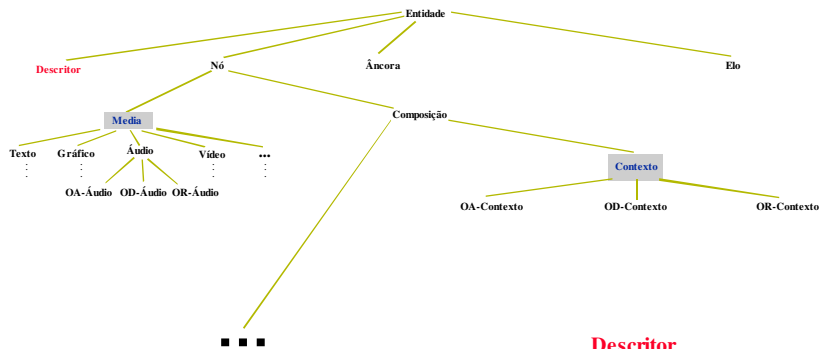 Entidade
Descritor Nó Âncora Elo
Composição
Media
Texto Gráfico Áudio Vídeo ...
Contexto
OA-Áudio OD-Áudio OR-Áudio
OA-Contexto OD-Contexto OR-Contexto
Descritor